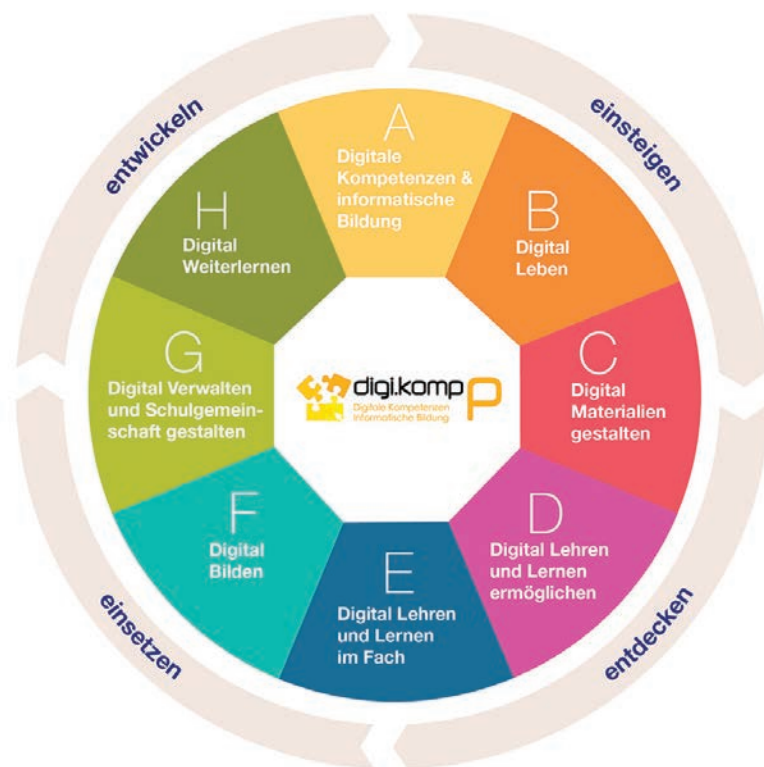 entwickeln
einsteigen
A
Digitale
Kompetenzen &
informatische
Bildung
B
Digital
Leben
C
Digital
Materialien
gestalten
D
Digital Lehren
und Lernen
ermöglichen
E
Digital Lehren
und Lernen
im Fach
F
Digital
Bilden
G
Digital Verwalten
und Schulgemein-
schaft gestalten
H
Digital
Weiterlernen
digi.komp P
Digitale Kompetenzen
Informatische Bildung
einsetzen
entdecken